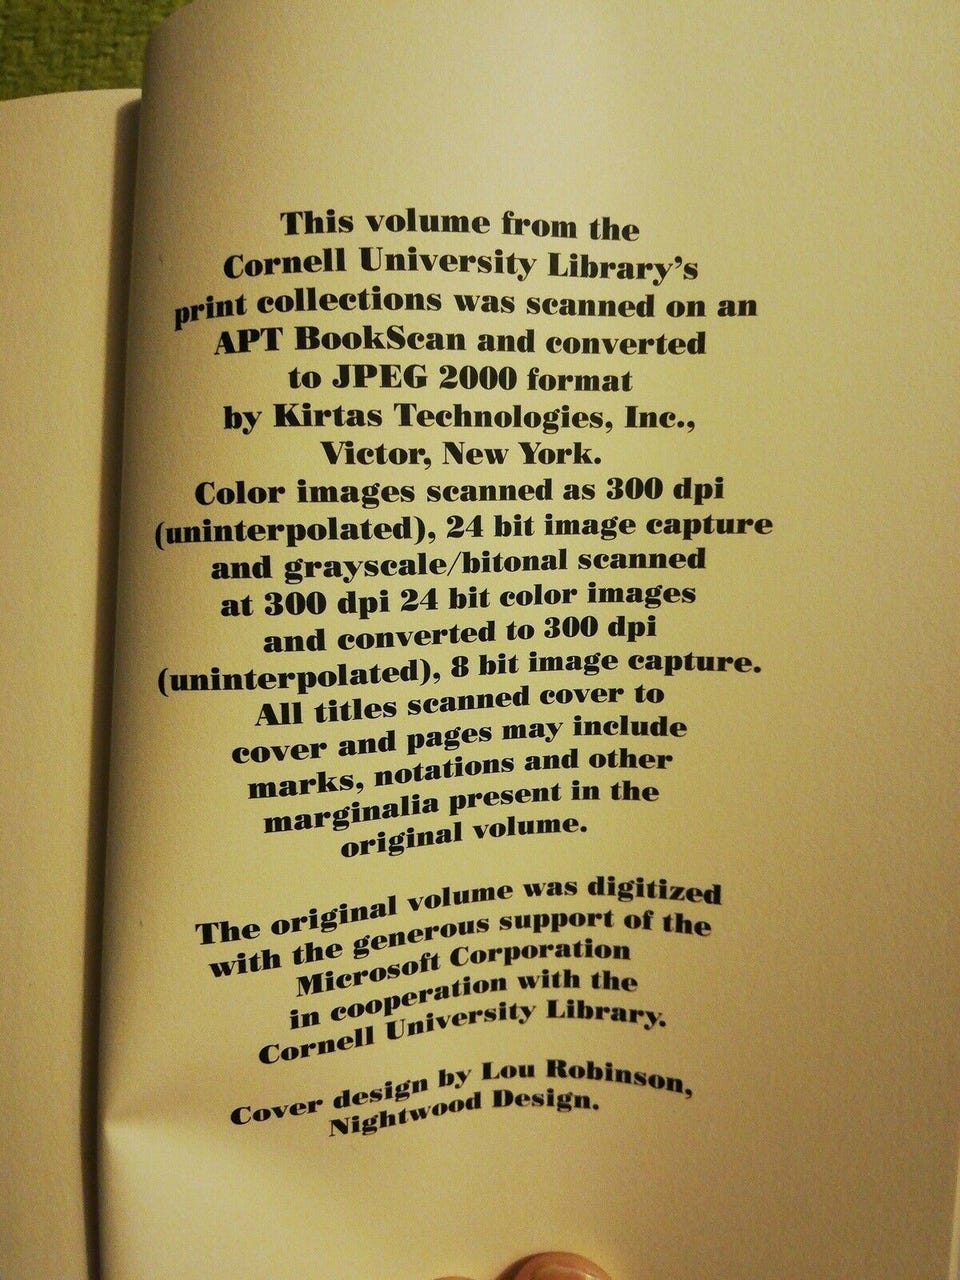 This volume from the
Cornell University Library's
print collections was scanned on an
APT BookScan and converted
to JPEG 2000 format
by Kirtas Technologies, Inc.,
Victor, New York.
Color images scanned as 300 dpi
(uninterpolated), 24 bit image capture
and grayscale/bitonal scanned
at 300 dpi 24 bit color images
and converted to 300 dpi
(uninterpolated), 8 bit image capture.
All titles scanned cover to
cover and pages may include
marks, notations and other
marginalia present in the
original volume.
The original volume was digitized
with the generous support of the
Microsoft Corporation
in cooperation with the
Cornell University Library.
Cover design by Lou Robinson,
Nightwood Design.